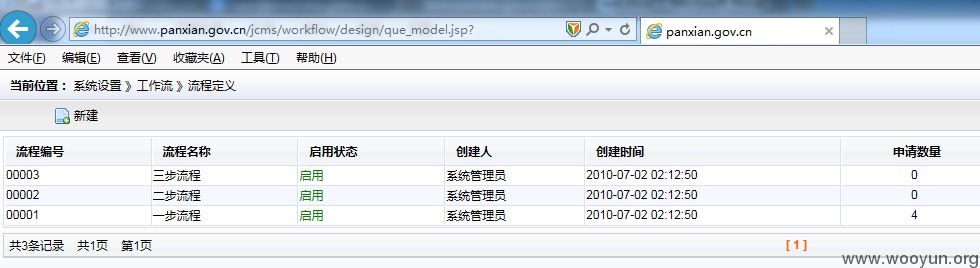 http://www.panxian.gov.cn/jcms/workflow/design/que_model.jsp?
panxian.gov.cn
文件(F) 编辑(E) 查看(V) 收藏夹(A) 工具(T) 帮助(H)
当前位置： 系统设置 》工作流 》流程定义
新建
流程编号 流程名称 启用状态 创建人 创建时间 申请数量
00003 三步流程 启用 系统管理员 2010-07-02 02:12:50 0
00002 二步流程 启用 系统管理员 2010-07-02 02:12:50 0
00001 一步流程 启用 系统管理员 2010-07-02 02:12:50 4
共3条记录 共1页 第1页 [ 1 ]
www.wooyun.org